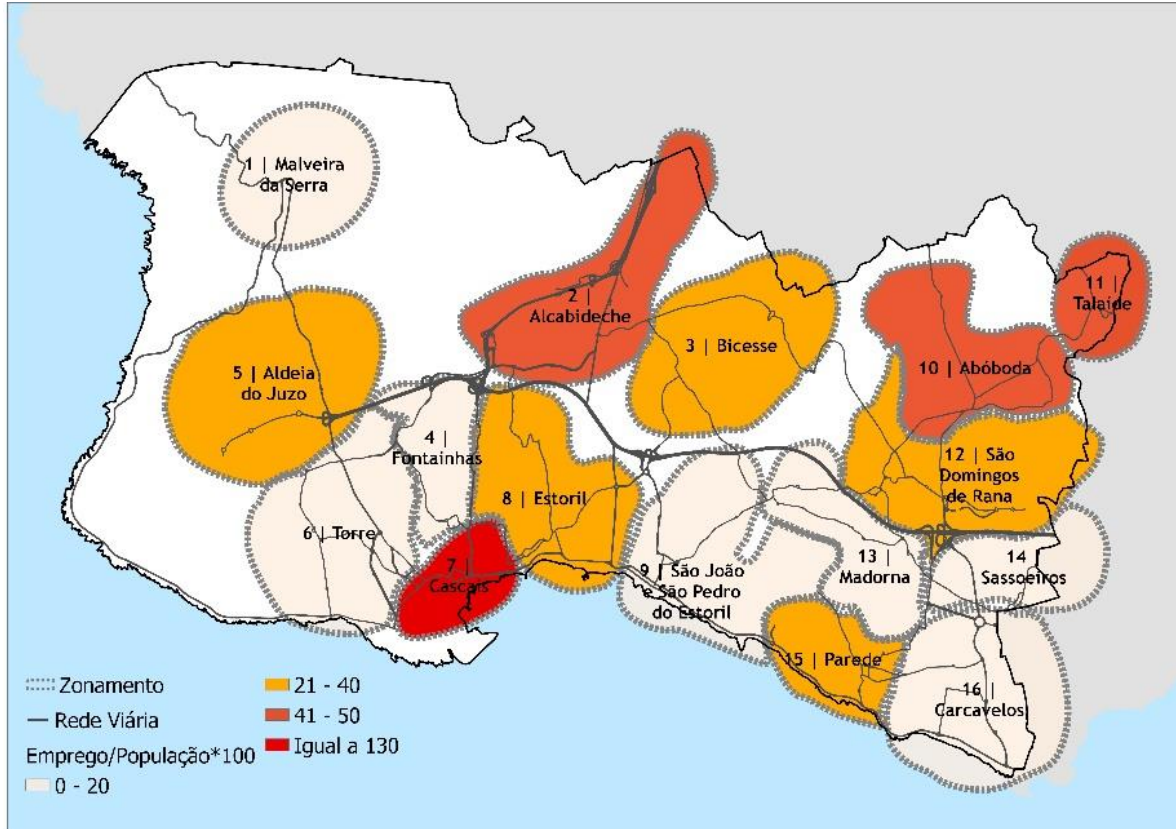 1 | Malveira
da Serra
2 |
Alcabideche
11 |
Talaíde
3 | Bicesse
10 | Abóboda
5 | Aldeia
do Juzo
4 |
Fontainhas
12 | São
Domingos
de Rana
8 | Estoril
6 | Torre
7 |
Cascais
13 |
Madorna
14
Sassoeiros
9 | São João
e São Pedro
do Estoril
15 | Parede
16 |
Carcavelos
Zonamento
Rede Viária
Emprego/População*100
0 - 20
21 - 40
41 - 50
Igual a 130